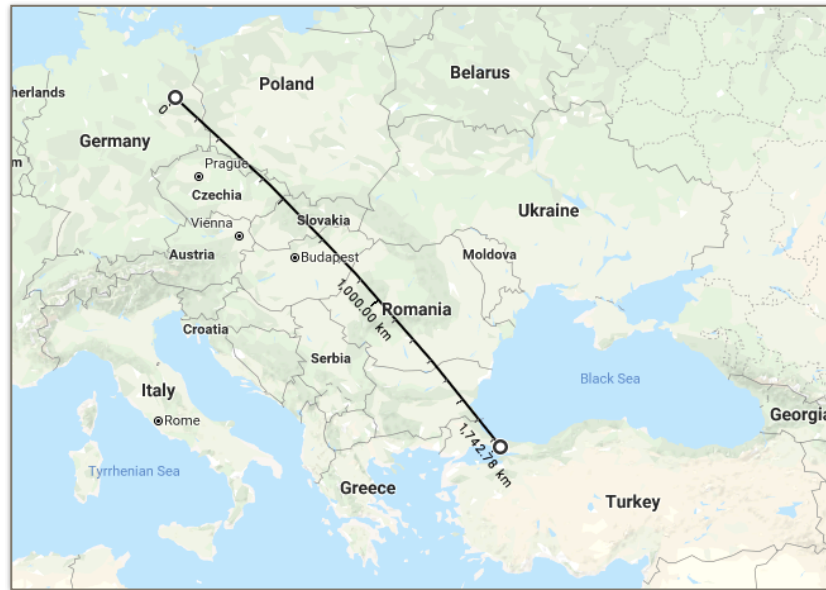 Belarus
Poland
herlands
0
Germany
m
Prague
Czechia
Ukraine
Slovakia
Vienna
Austria
Moldova
Budapest
1,000.00 km
Romania
Croatia
Serbia
Black Sea
Italy
Georgia
Rome
1,742.78 km
Tyrrhenian Sea
Greece
Turkey